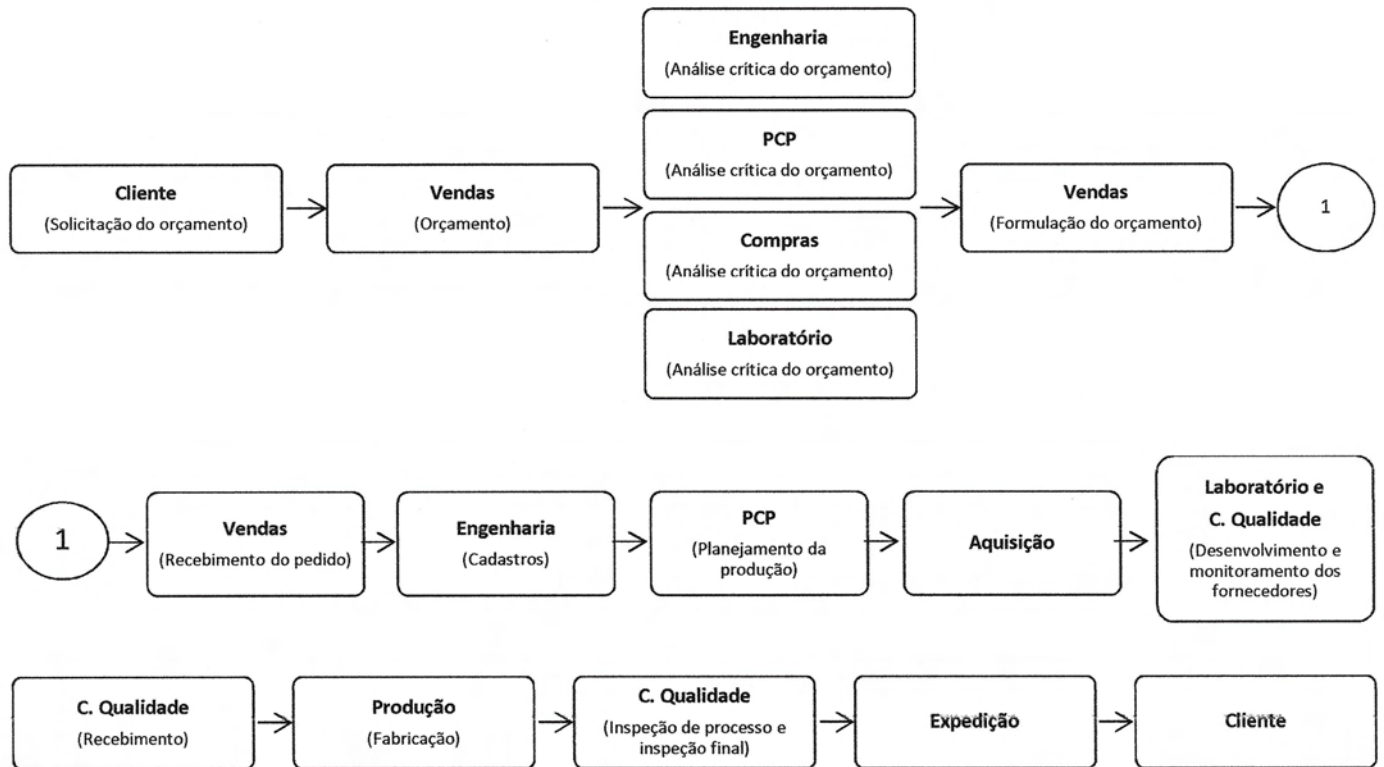 Engenharia
(Análise crítica do orçamento)
PCP
(Análise crítica do orçamento)
Cliente
(Solicitação do orçamento)
Vendas
(Orçamento)
Compras
(Análise crítica do orçamento)
Laboratório
(Análise crítica do orçamento)
Vendas
(Formulação do orçamento)
1
1
Vendas
(Recebimento do pedido)
Engenharia
(Cadastros)
PCP
(Planejamento da
produção)
Aquisição
Laboratório e
C. Qualidade
(Desenvolvimento e
monitoramento dos
fornecedores)
C. Qualidade
(Recebimento)
Produção
(Fabricação)
C. Qualidade
(Inspeção de processo e
inspeção final)
Expedição
Cliente